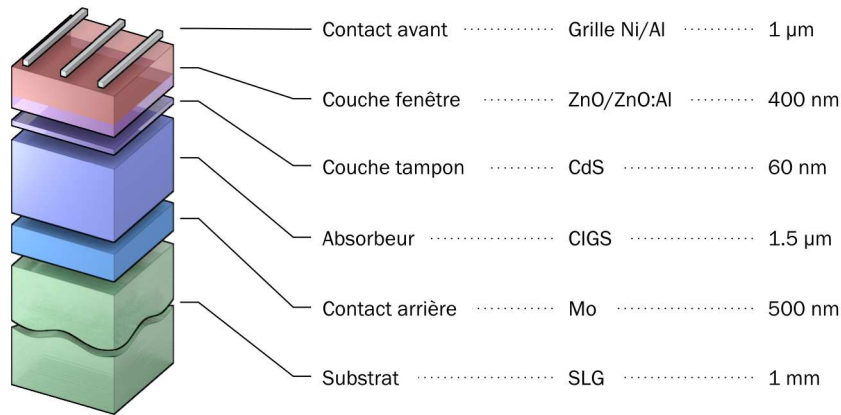 Contact avant Grille Ni/Al 1 µm
Couche fenêtre ZnO/ZnO:Al 400 nm
Couche tampon CdS 60 nm
Absorbeur CIGS 1.5 µm
Contact arrière Mo 500 nm
Substrat SLG 1 mm